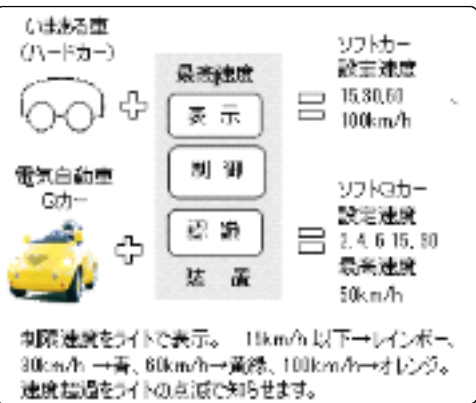 いまある車
(ハードカー)
最高速度
表示
制御
認識
装置
ソフトカー
設定速度
15,30,60
100km/h
電気自動車
Gカー
ソフトQカー
設定速度
2, 4, 6 15, 30
最高速度
50km/h
制限速度をライトで表示。 15km/h 以下→レインボー、
30km/h →青、60km/h→黄緑、100km/h→オレンジ。
速度超過をライトの点滅で知らせます。